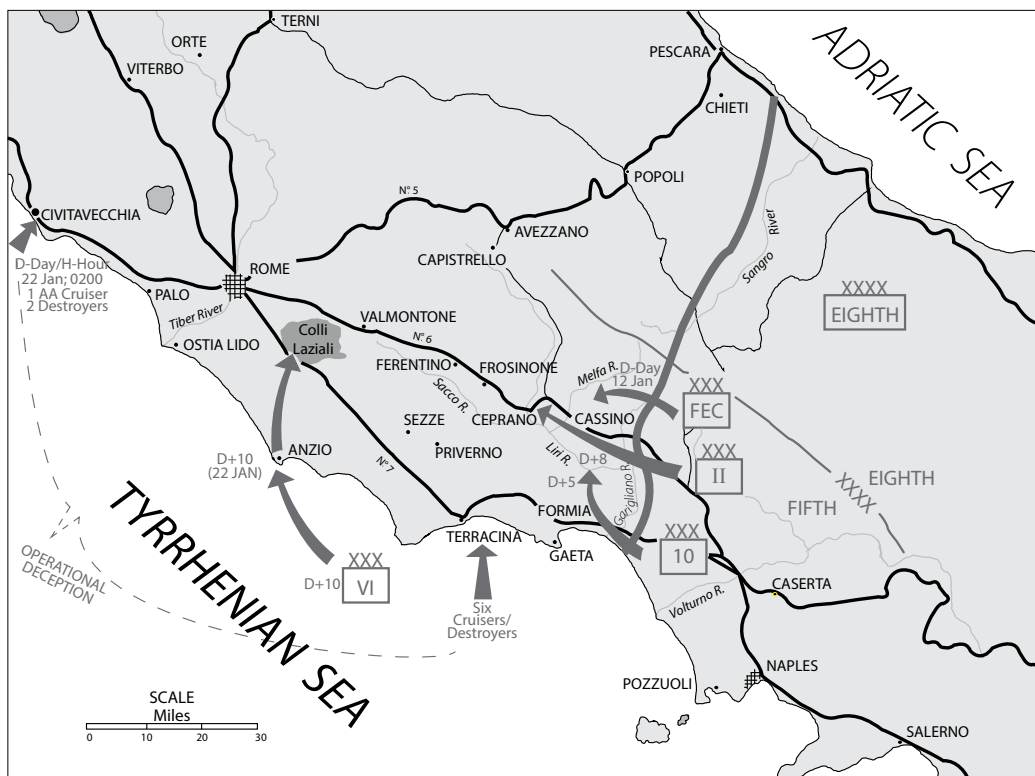 TERNI
ORTE
VITERBO
PESCARA
CHIETI
ADRIATIC SEA
POPOLI
N.° 5
CIVITAVECCHIA
AVEZZANO
Sangro
River
CAPISTRELLO
D-Day/H-Hour
22 Jan; 0200
1 AA Cruiser
2 Destroyers
ROME
PALO
Tiber River
XXXX
EIGHTH
VALMONTONE
Colli
Laziali
OSTIA LIDO
N.° 6
FERENTINO
FROSINONE
Melfa R.
D-Day
12 Jan
XXX
FEC
Sacco R.
CEPRANO
CASSINO
SEZZE
PRIVERNO
ANZIO
D+10
(22 JAN)
N.° 7
Liri R.
D+8
D+5
Garigliano R.
XXX
II
EIGHTH
XXXX
FIFTH
FORMIA
TERRACINA
GAETA
XXX
10
TYRRHENIAN SEA
OPERATIONAL
DECEPTION
XXX
D+10
VI
CASERTA
Volturno R.
Six
Cruisers/
Destroyers
NAPLES
POZZUOLI
SCALE
Miles
0 10 20 30
SALERNO